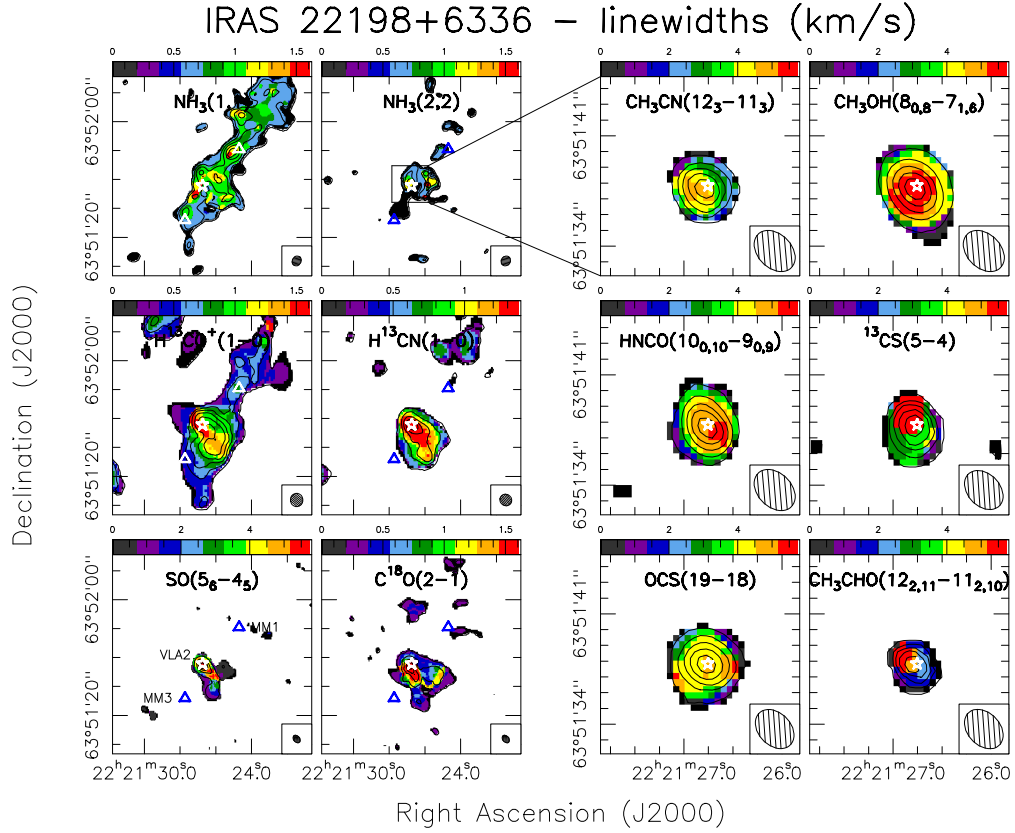 IRAS 22198+6336 – linewidths (km/s)
0 0.5 1 1.5
0 0.5 1 1.5
0 2 4
0 2 4
NH₃(1,
NH₃(2,2)
CH₃CN(12₃−11₃)
CH₃OH(8₀,₈−7₁,₆)
63°51'20'' 63°52'00''
63°51'34'' 63°51'41''
0 0.5 1 1.5
0 0.5 1
0 2 4
0 2 4
H¹³CO⁺(1−0)
H¹³CN(1−0)
HNCO(10₀,₁₀−9₀,₉)
¹³CS(5−4)
63°51'20'' 63°52'00''
63°51'34'' 63°51'41''
0 2 4
0 0.5 1 1.5
0 2 4
0 2 4
SO(5₆−4₅)
C¹⁸O(2−1)
OCS(19−18)
CH₃CHO(12₂,₁₁−11₂,₁₀)
MM1
VLA2
MM3
63°51'20'' 63°52'00''
63°51'34'' 63°51'41''
22ʰ21ᵐ30ˢ.0 24ˢ.0
22ʰ21ᵐ30ˢ.0 24ˢ.0
22ʰ21ᵐ27ˢ.0 26ˢ.0
22ʰ21ᵐ27ˢ.0 26ˢ.0
Declination (J2000)
Right Ascension (J2000)